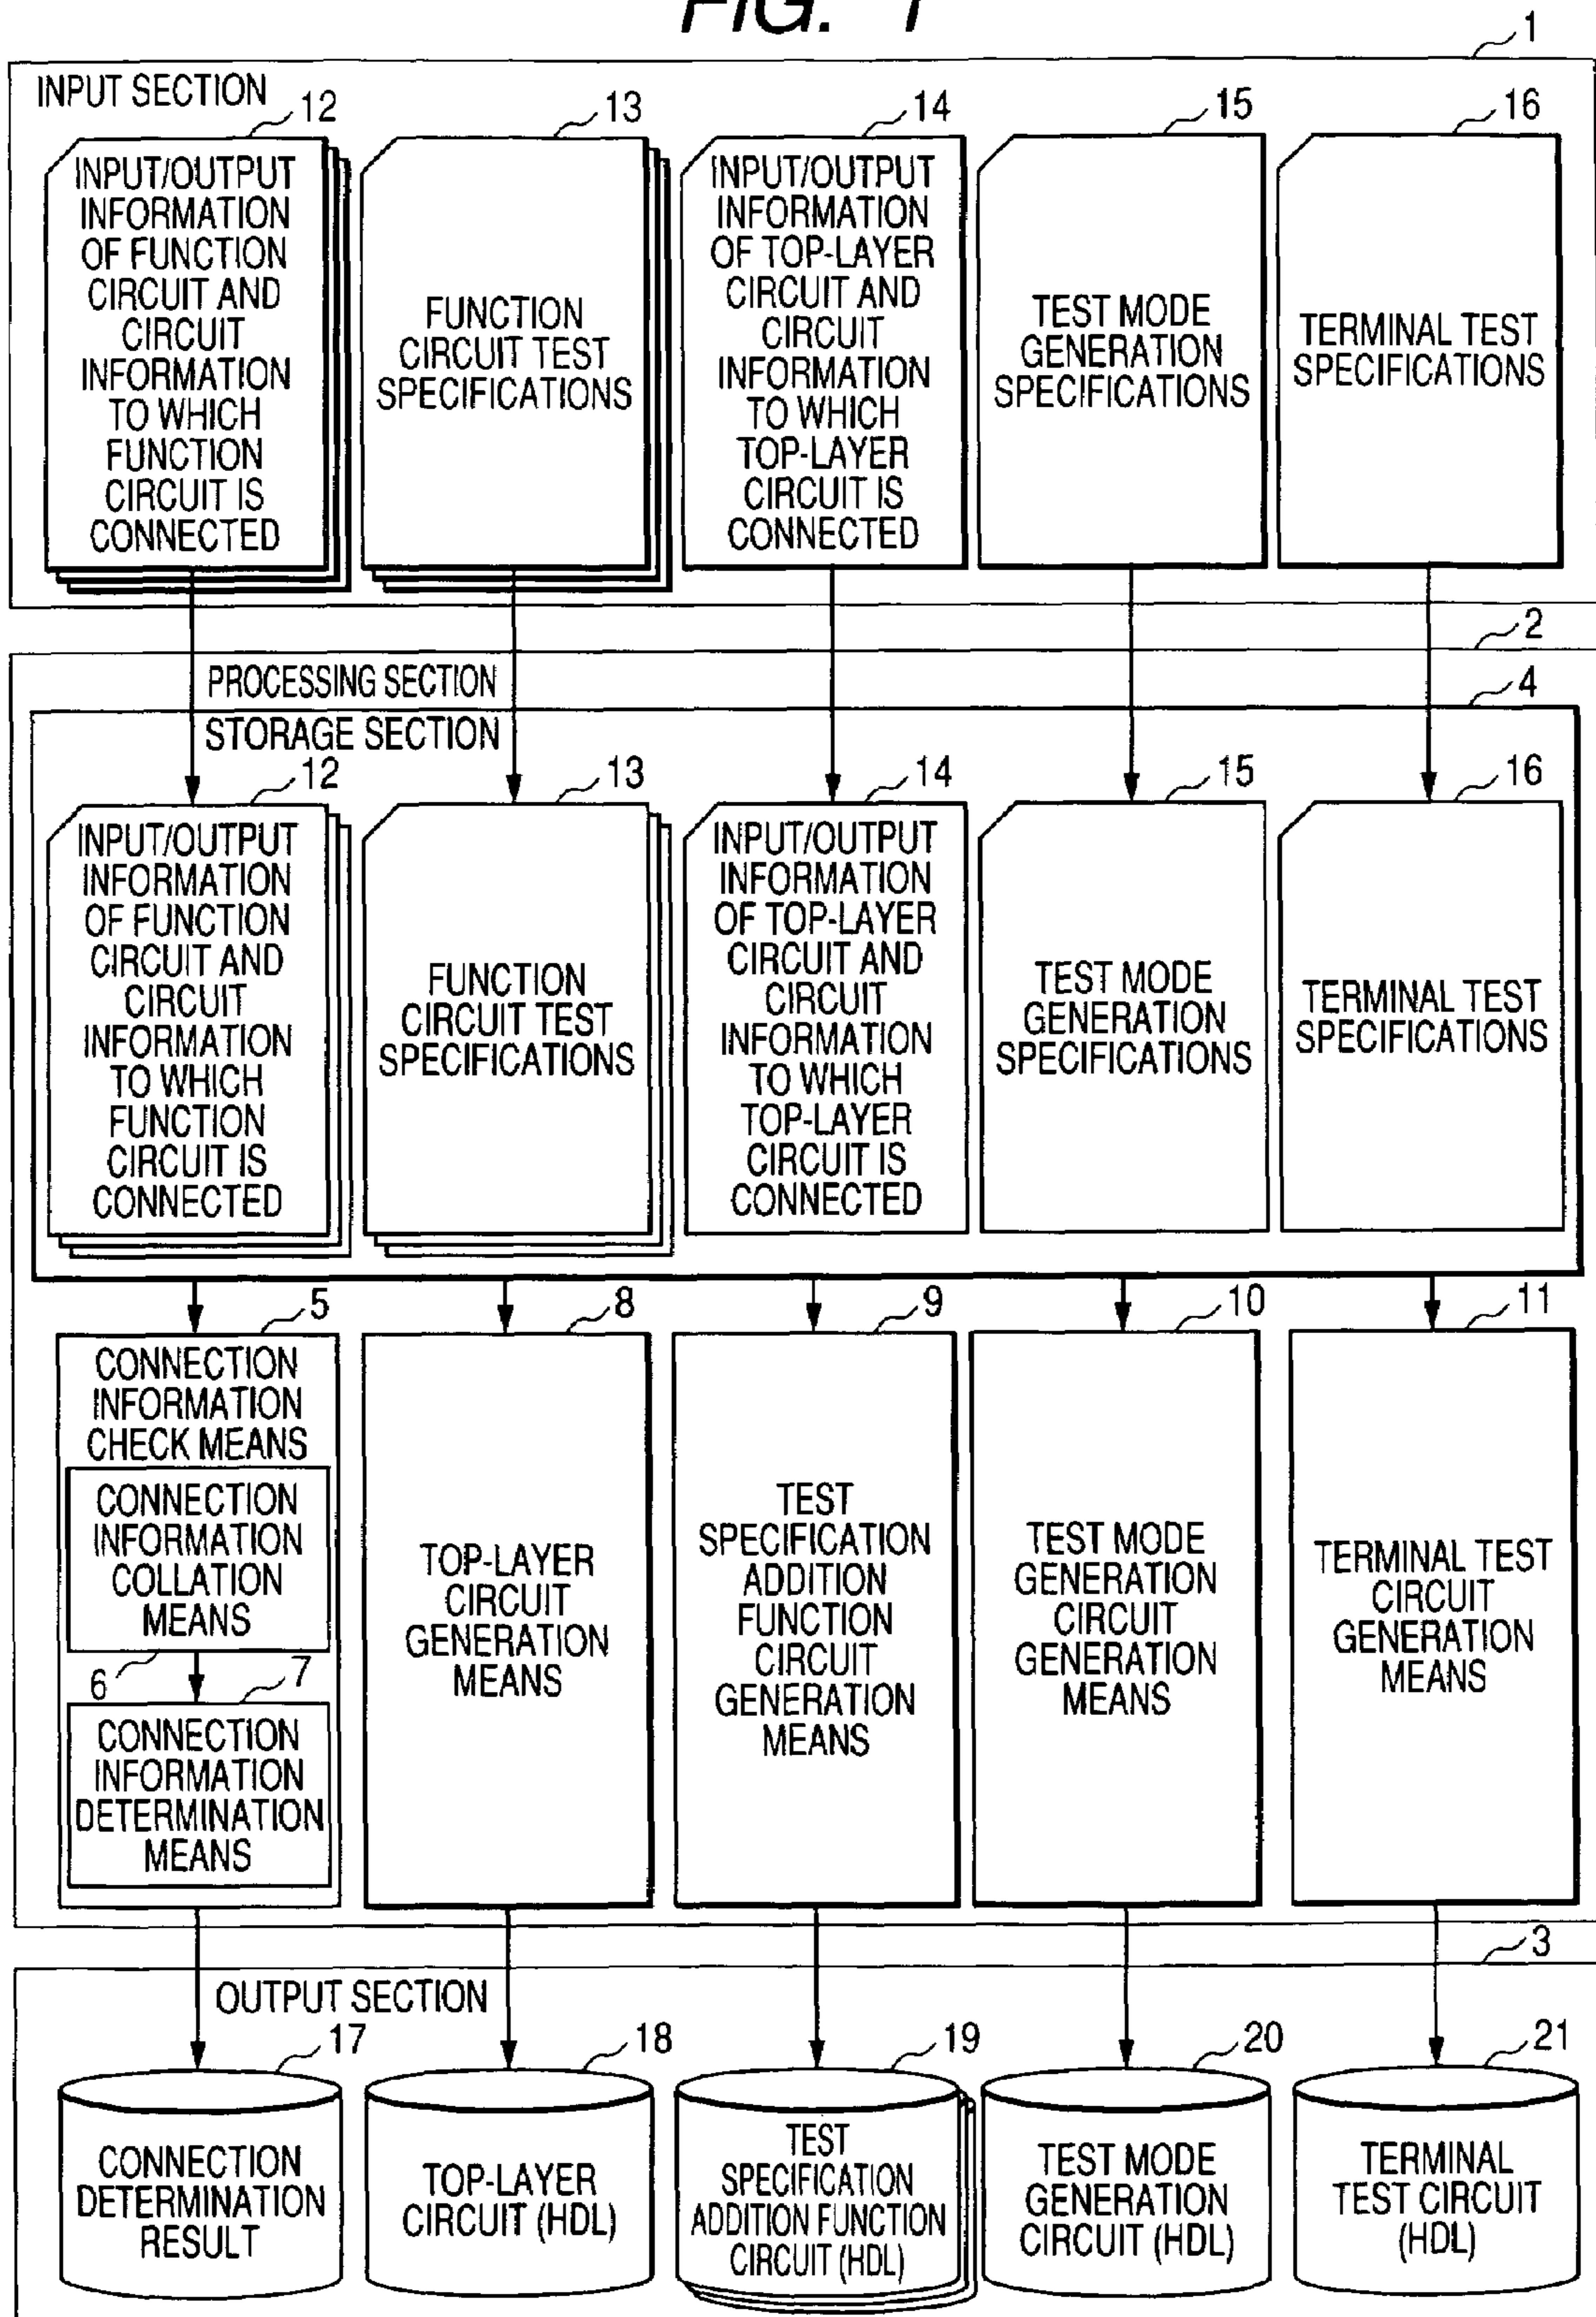 FIG. 1
1
INPUT SECTION
12
INPUT/OUTPUT
INFORMATION
OF FUNCTION
CIRCUIT AND
CIRCUIT
INFORMATION
TO WHICH
FUNCTION
CIRCUIT IS
CONNECTED
13
FUNCTION
CIRCUIT TEST
SPECIFICATIONS
14
INPUT/OUTPUT
INFORMATION
OF TOP-LAYER
CIRCUIT AND
CIRCUIT
INFORMATION
TO WHICH
TOP-LAYER
CIRCUIT IS
CONNECTED
15
TEST MODE
GENERATION
SPECIFICATIONS
16
TERMINAL TEST
SPECIFICATIONS
2
PROCESSING SECTION
4
STORAGE SECTION
12
INPUT/OUTPUT
INFORMATION
OF FUNCTION
CIRCUIT AND
CIRCUIT
INFORMATION
TO WHICH
FUNCTION
CIRCUIT IS
CONNECTED
13
FUNCTION
CIRCUIT TEST
SPECIFICATIONS
14
INPUT/OUTPUT
INFORMATION
OF TOP-LAYER
CIRCUIT AND
CIRCUIT
INFORMATION
TO WHICH
TOP-LAYER
CIRCUIT IS
CONNECTED
15
TEST MODE
GENERATION
SPECIFICATIONS
16
TERMINAL TEST
SPECIFICATIONS
5
CONNECTION
INFORMATION
CHECK MEANS
CONNECTION
INFORMATION
COLLATION
MEANS
6
7
CONNECTION
INFORMATION
DETERMINATION
MEANS
8
TOP-LAYER
CIRCUIT
GENERATION
MEANS
9
TEST
SPECIFICATION
ADDITION
FUNCTION
CIRCUIT
GENERATION
MEANS
10
TEST MODE
GENERATION
CIRCUIT
GENERATION
MEANS
11
TERMINAL TEST
CIRCUIT
GENERATION
MEANS
3
OUTPUT SECTION
17
CONNECTION
DETERMINATION
RESULT
18
TOP-LAYER
CIRCUIT (HDL)
19
TEST
SPECIFICATION
ADDITION FUNCTION
CIRCUIT (HDL)
20
TEST MODE
GENERATION
CIRCUIT (HDL)
21
TERMINAL
TEST CIRCUIT
(HDL)